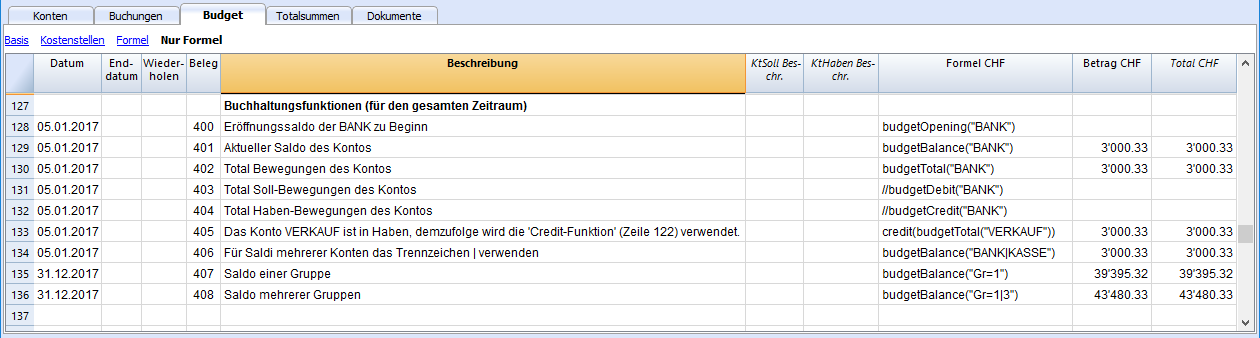 Konten Buchungen Budget Totalsummen Dokumente
Basis Kostenstellen Formel Nur Formel
Datum End-datum Wieder-holen Beleg Beschreibung KtSoll Bes-chr. KtHaben Bes-chr. Formel CHF Betrag CHF Total CHF
127 Buchhaltungsfunktionen (für den gesamten Zeitraum)
128 05.01.2017 400 Eröffnungssaldo der BANK zu Beginn budgetOpening("BANK")
129 05.01.2017 401 Aktueller Saldo des Kontos budgetBalance("BANK") 3'000.33 3'000.33
130 05.01.2017 402 Total Bewegungen des Kontos budgetTotal("BANK") 3'000.33 3'000.33
131 05.01.2017 403 Total Soll-Bewegungen des Kontos //budgetDebit("BANK")
132 05.01.2017 404 Total Haben-Bewegungen des Kontos //budgetCredit("BANK")
133 05.01.2017 405 Das Konto VERKAUF ist in Haben, demzufolge wird die 'Credit-Funktion' (Zeile 122) verwendet. credit(budgetTotal("VERKAUF")) 3'000.33 3'000.33
134 05.01.2017 406 Für Saldi mehrerer Konten das Trennzeichen | verwenden budgetBalance("BANK|KASSE") 3'000.33 3'000.33
135 31.12.2017 407 Saldo einer Gruppe budgetBalance("Gr=1") 39'395.32 39'395.32
136 31.12.2017 408 Saldo mehrerer Gruppen budgetBalance("Gr=1|3") 43'480.33 43'480.33
137